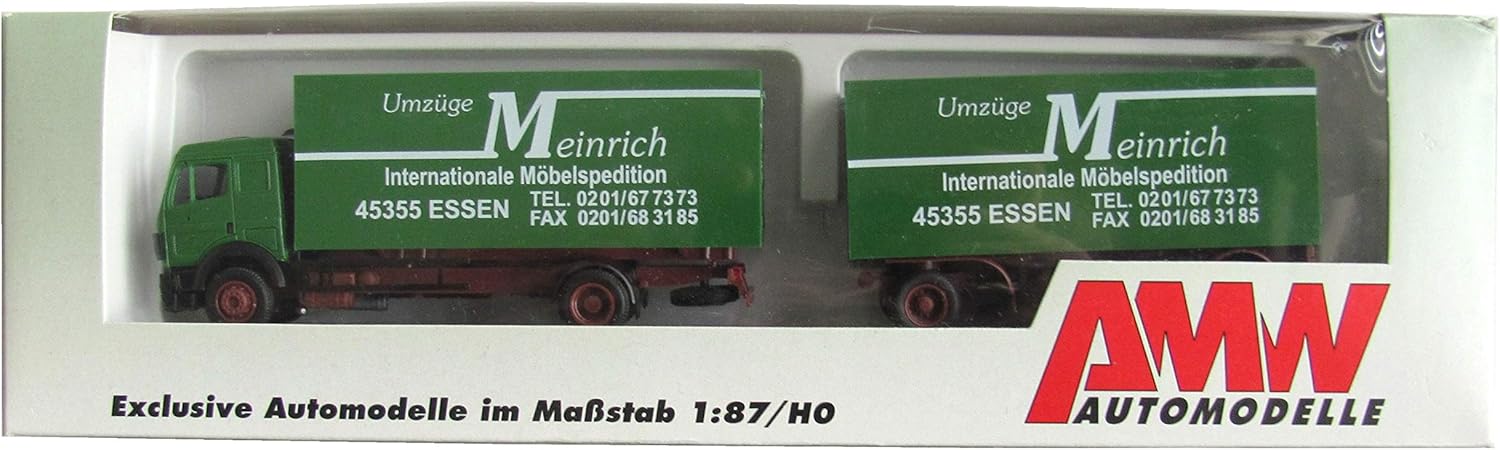 Umzüge
Meinrich
Internationale Möbelspedition
45355 ESSEN
TEL. 0201/67 73 73
FAX 0201/68 31 85
Umzüge
Meinrich
Internationale Möbelspedition
45355 ESSEN
TEL. 0201/67 73 73
FAX 0201/68 31 85
Exclusive Automodelle im Maßstab 1:87/HO
AMW
AUTOMODELLE